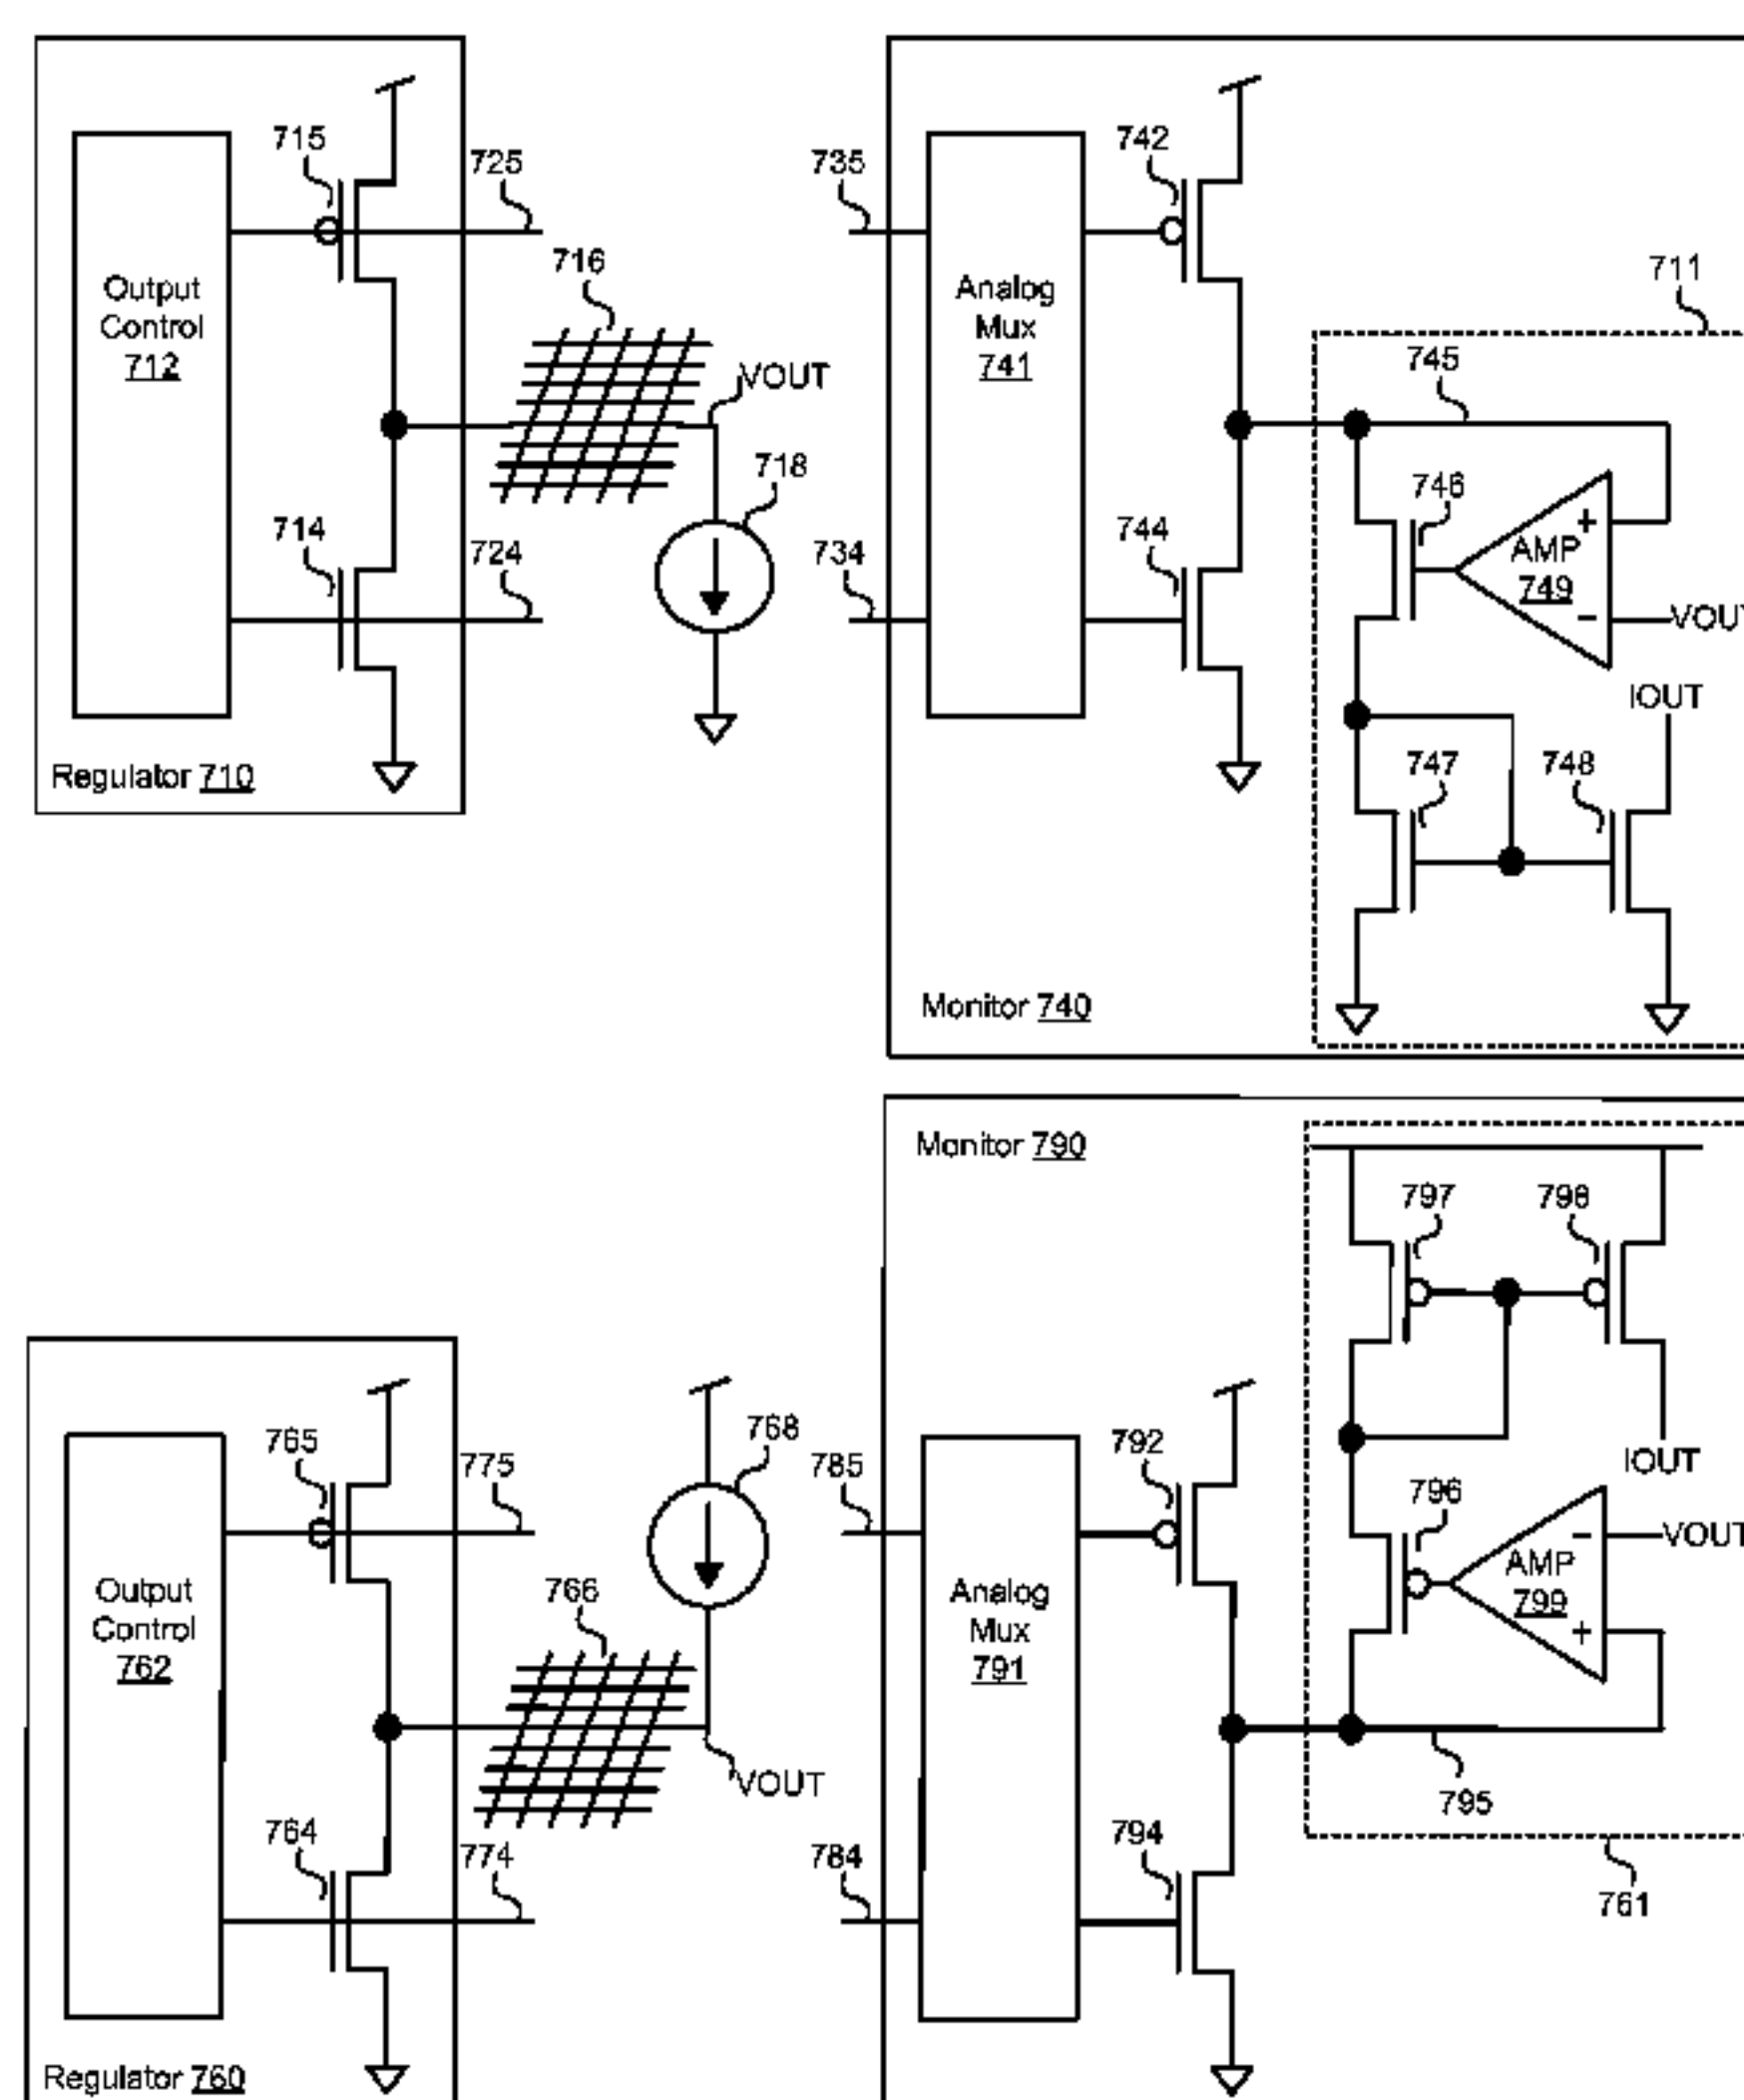 715
725
735
742
Output
Control
712
716
Analog
Mux
741
711
745
VOUT
718
746
714
724
734
744
+
AMP
749
−
VOUT
IOUT
Regulator 710
747
748
Monitor 740
Monitor 790
797
798
765
775
768
785
792
IOUT
796
−
VOUT
AMP
799
+
Output
Control
762
766
Analog
Mux
791
VOUT
795
764
774
784
794
761
Regulator 760